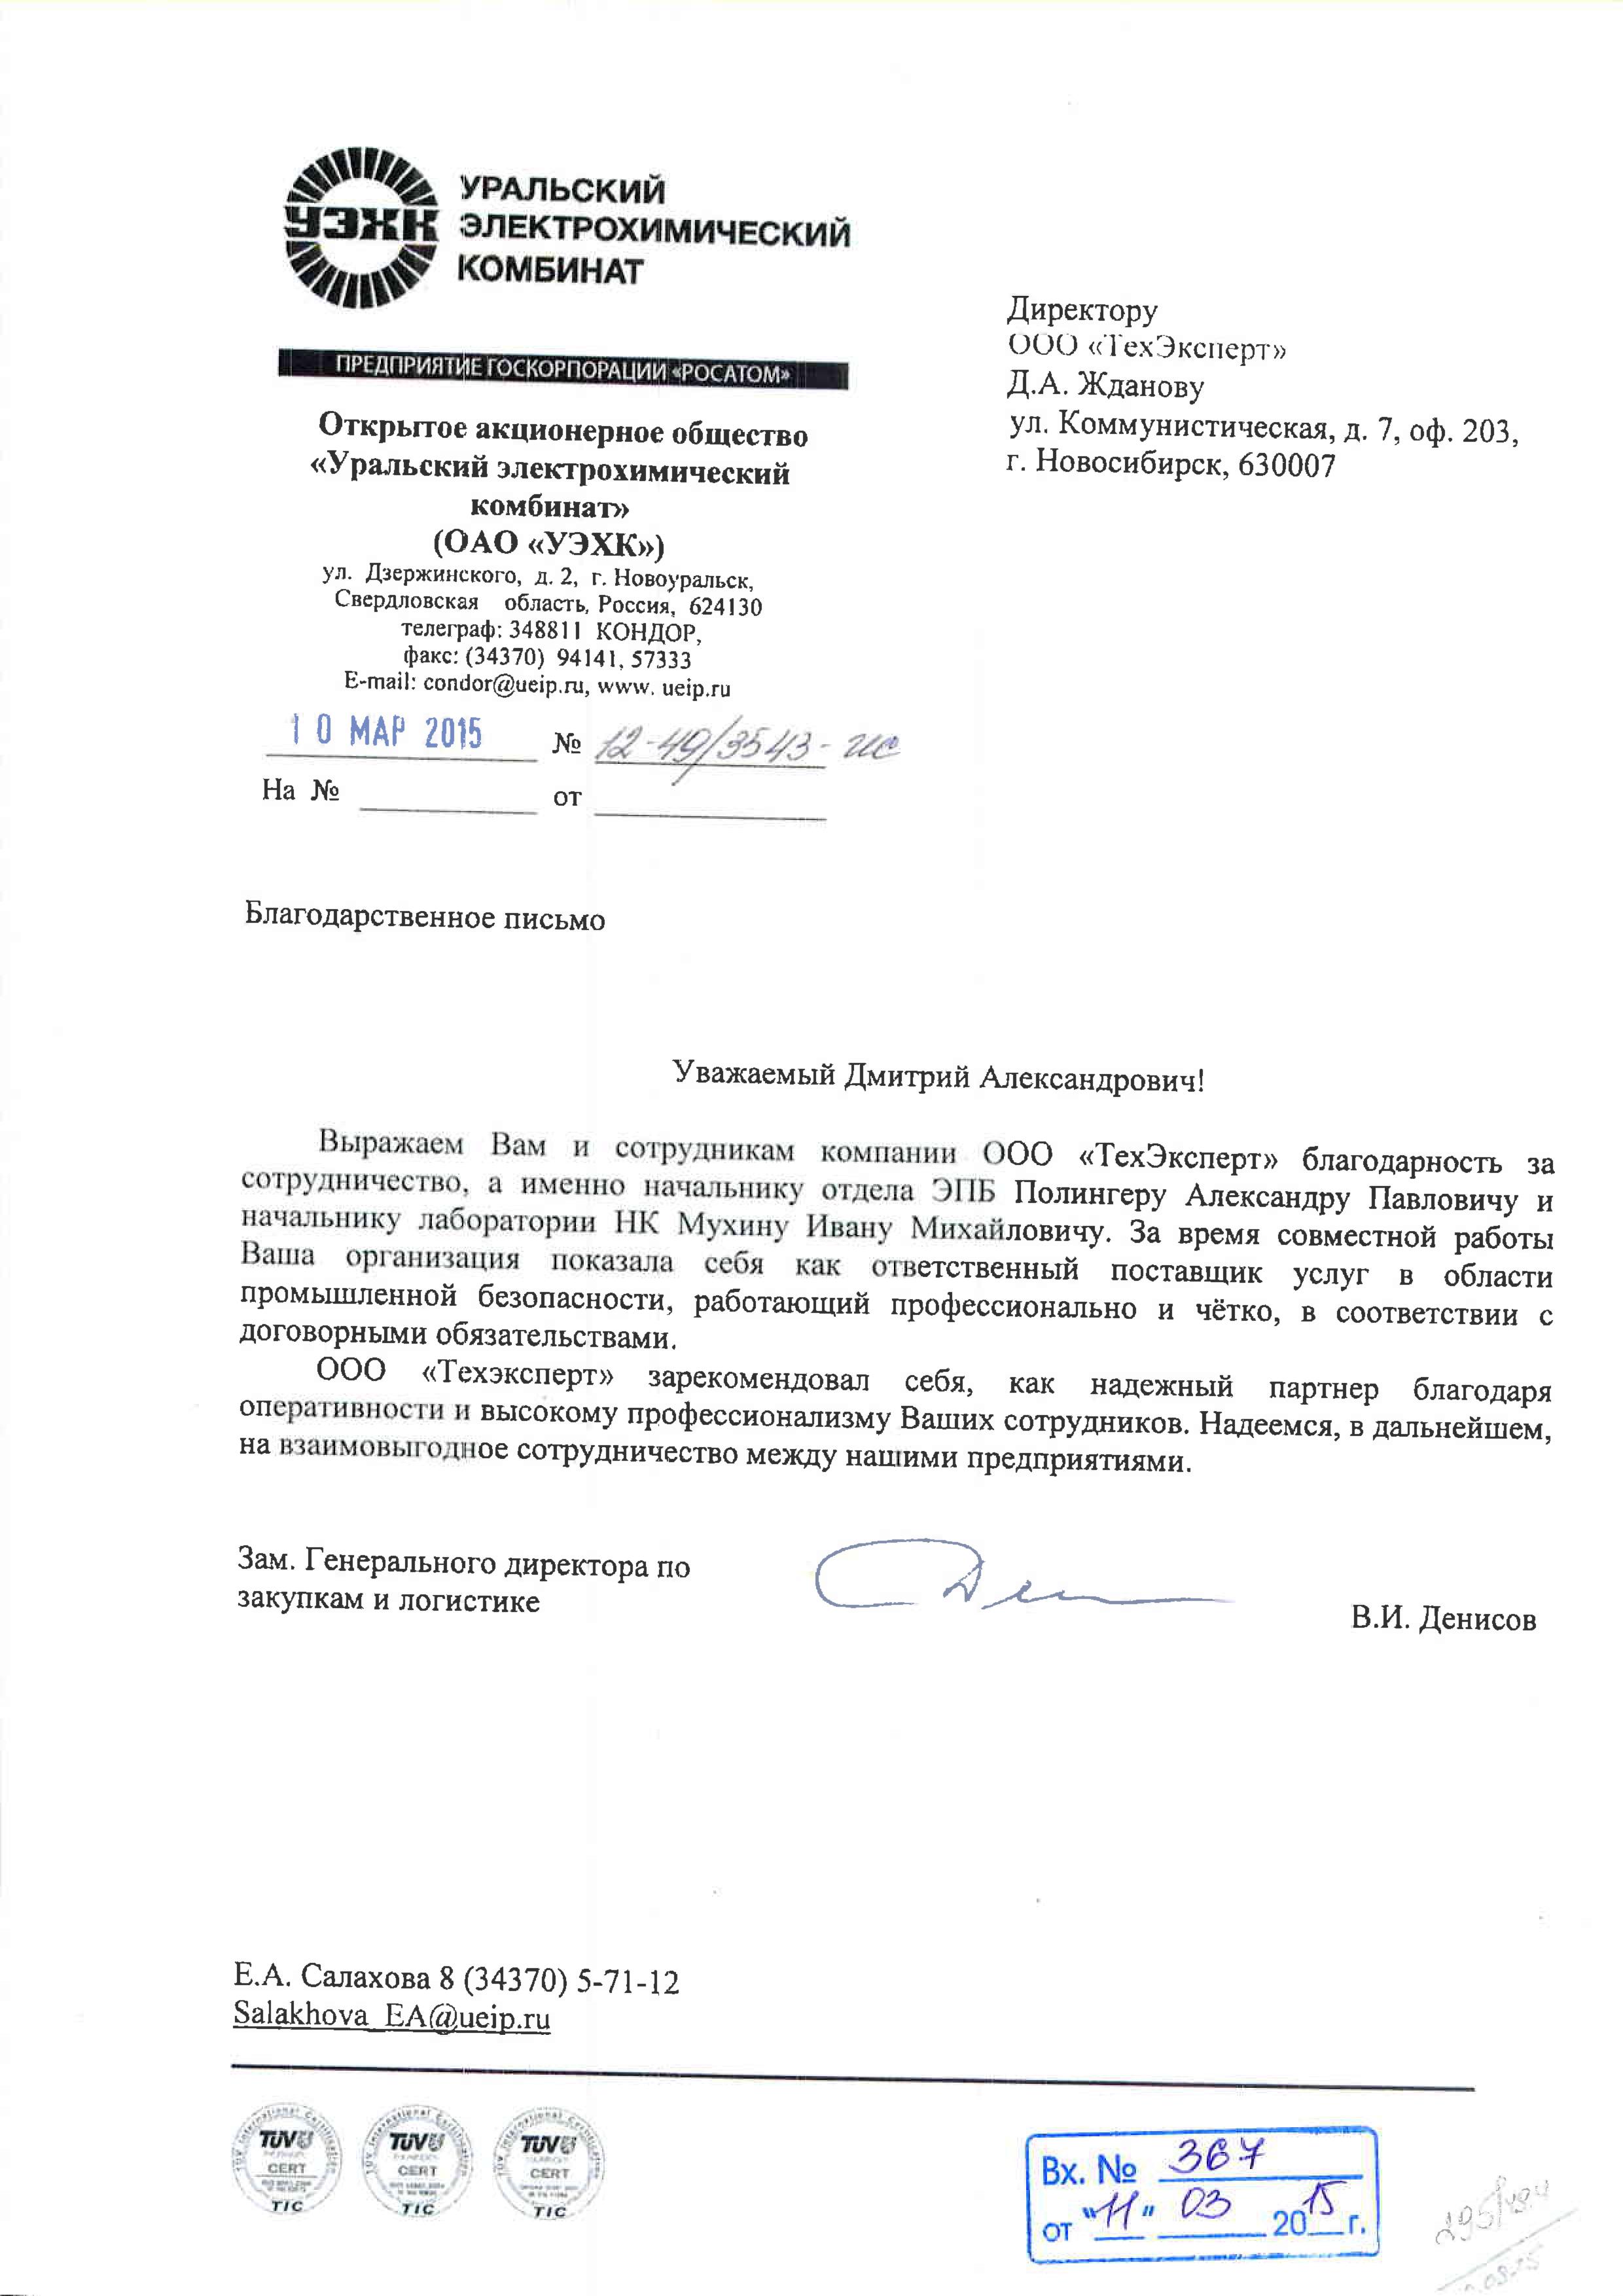 УЭХК
УРАЛЬСКИЙ
ЭЛЕКТРОХИМИЧЕСКИЙ
КОМБИНАТ
ПРЕДПРИЯТИЕ ГОСКОРПОРАЦИИ «РОСАТОМ»
Открытое акционерное общество
«Уральский электрохимический
комбинат»
(ОАО «УЭХК»)
ул. Дзержинского, д. 2, г. Новоуральск,
Свердловская область, Россия, 624130
телеграф: 348811 КОНДОР,
факс: (34370) 94141, 57333
E-mail: condor@ueip.ru, www. ueip.ru
10 МАР 2015 № 12-49/3543-ис
На № от
Директору
ООО «ТехЭксперт»
Д.А. Жданову
ул. Коммунистическая, д. 7, оф. 203,
г. Новосибирск, 630007
Благодарственное письмо
Уважаемый Дмитрий Александрович!
Выражаем Вам и сотрудникам компании ООО «ТехЭксперт» благодарность за
сотрудничество, а именно начальнику отдела ЭПБ Полингеру Александру Павловичу и
начальнику лаборатории НК Мухину Ивану Михайловичу. За время совместной работы
Ваша организация показала себя как ответственный поставщик услуг в области
промышленной безопасности, работающий профессионально и чётко, в соответствии с
договорными обязательствами.
ООО «Техэксперт» зарекомендовал себя, как надежный партнер благодаря
оперативности и высокому профессионализму Ваших сотрудников. Надеемся, в дальнейшем,
на взаимовыгодное сотрудничество между нашими предприятиями.
Зам. Генерального директора по
закупкам и логистике
В.И. Денисов
Е.А. Салахова 8 (34370) 5-71-12
Salakhova_EA@ueip.ru
TUV International Certification
TUV
CERT
TIC
TUV
CERT
TIC
TUV
CERT
TIC
Вх. № 367
от "11" 03 2015 г.